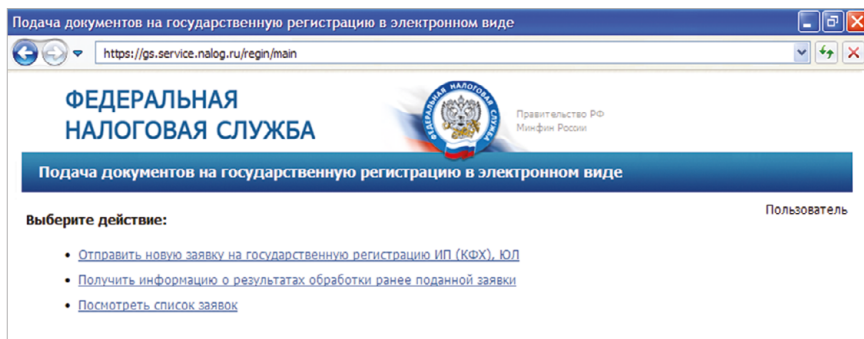 Подача документов на государственную регистрацию в электронном виде
https://gs.service.nalog.ru/regin/main
ФЕДЕРАЛЬНАЯ
НАЛОГОВАЯ СЛУЖБА
ФЕДЕРАЛЬНАЯ НАЛОГОВАЯ СЛУЖБА
Правительство РФ
Минфин России
Подача документов на государственную регистрацию в электронном виде
Пользователь
Выберите действие:
• Отправить новую заявку на государственную регистрацию ИП (КФХ), ЮЛ
• Получить информацию о результатах обработки ранее поданной заявки
• Посмотреть список заявок